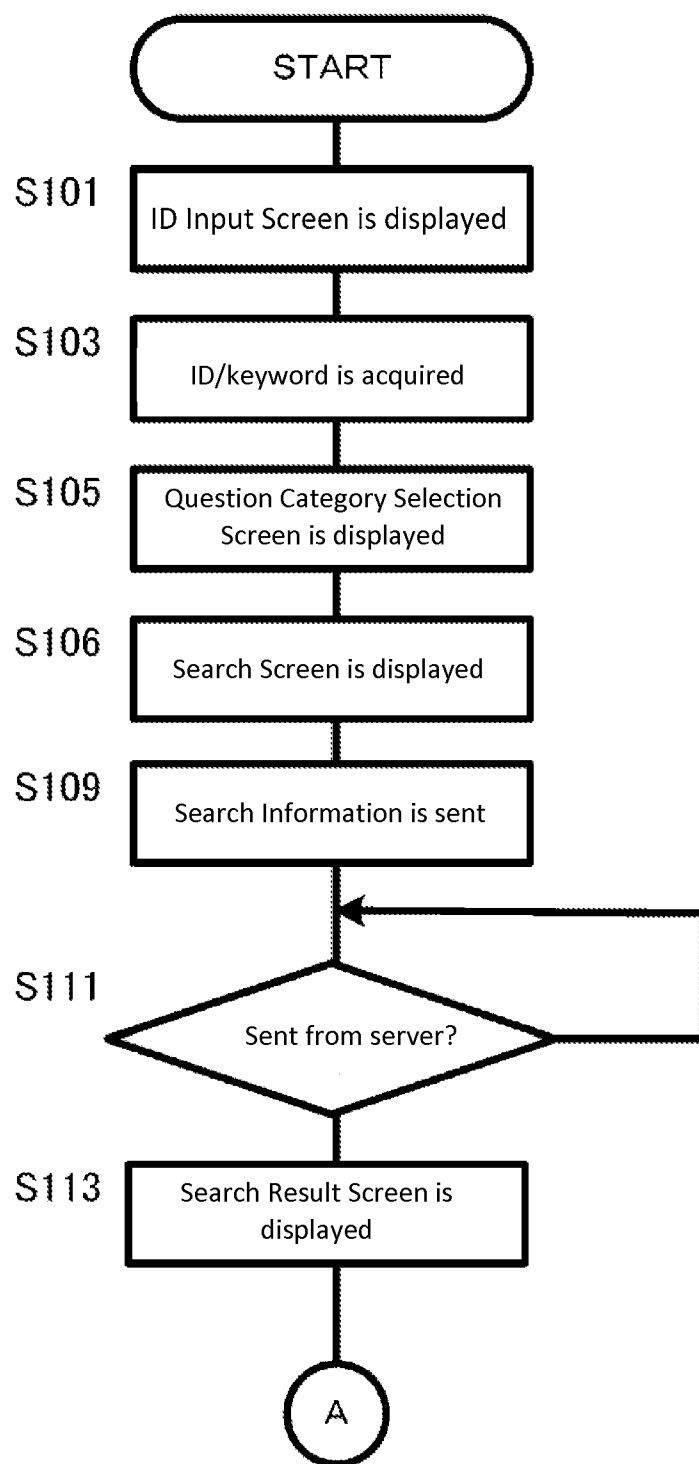 START
S101
ID Input Screen is displayed
S103
ID/keyword is acquired
S105
Question Category Selection
Screen is displayed
S106
Search Screen is displayed
S109
Search Information is sent
S111
Sent from server?
S113
Search Result Screen is
displayed
A